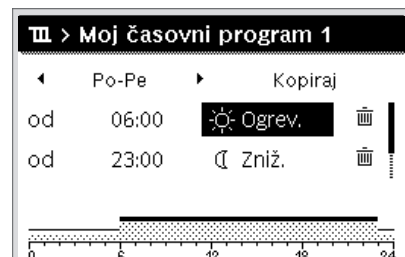 > Moj časovni program 1
Po-Pe Kopiraj
od 06:00 Ogrev.
od 23:00 Zniž.
0 6 12 18 24